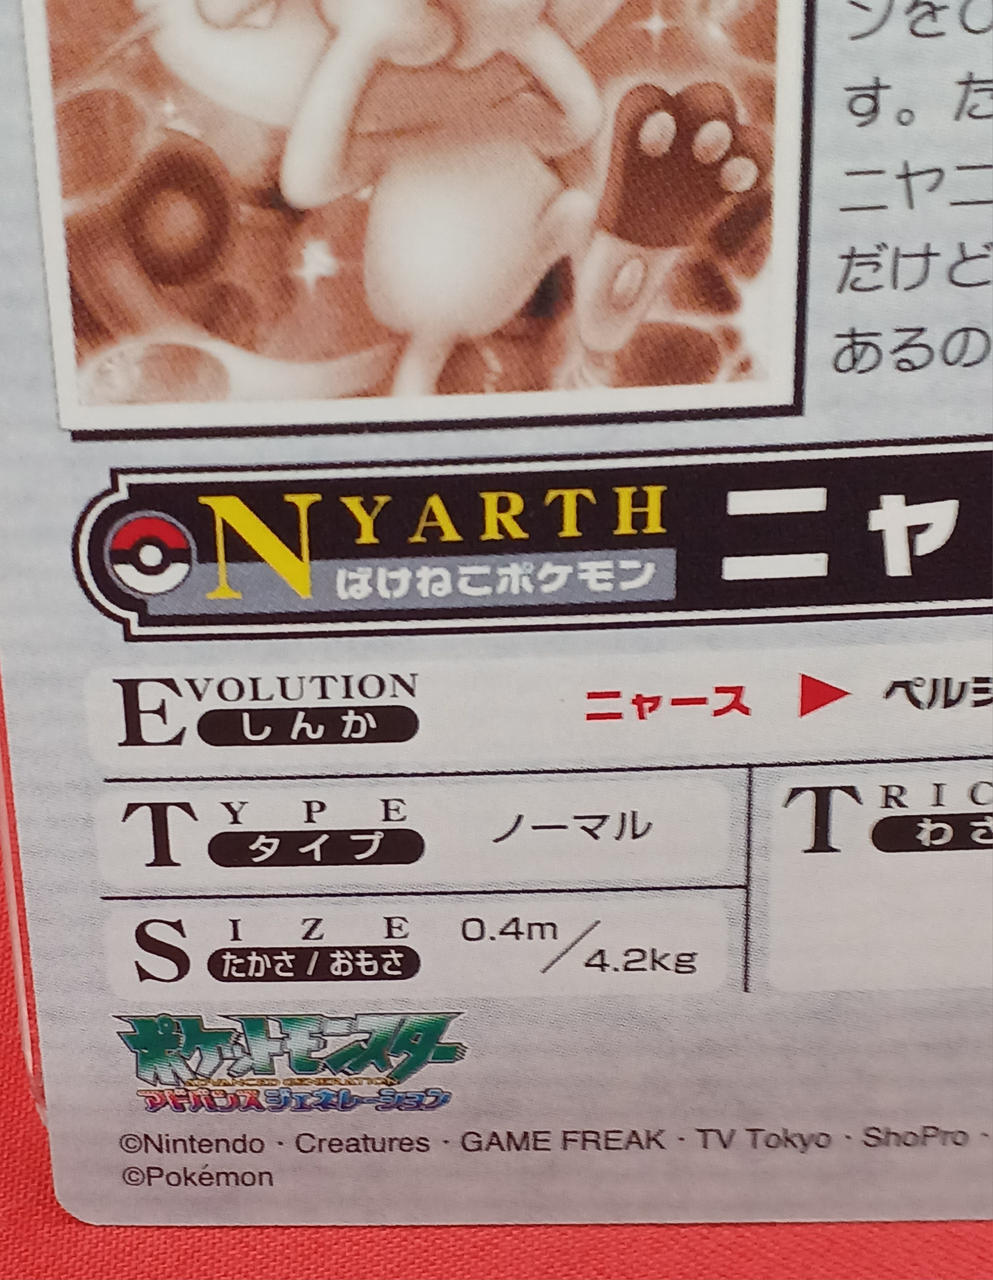 ンを
す。た
ニャニ
だけど
あるの
NYARTH ニャ
ばけねこポケモン
EVOLUTION
しんか ニャース ▶ ペルシ
TYPE
タイプ ノーマル
TRIC
わざ
SIZE
たかさ / おもさ 0.4m / 4.2kg
ポケットモンスター
ADVANCED GENERATION
アドバンスジェネレーション
©Nintendo・Creatures・GAME FREAK・TV Tokyo・ShoPro・
©Pokémon